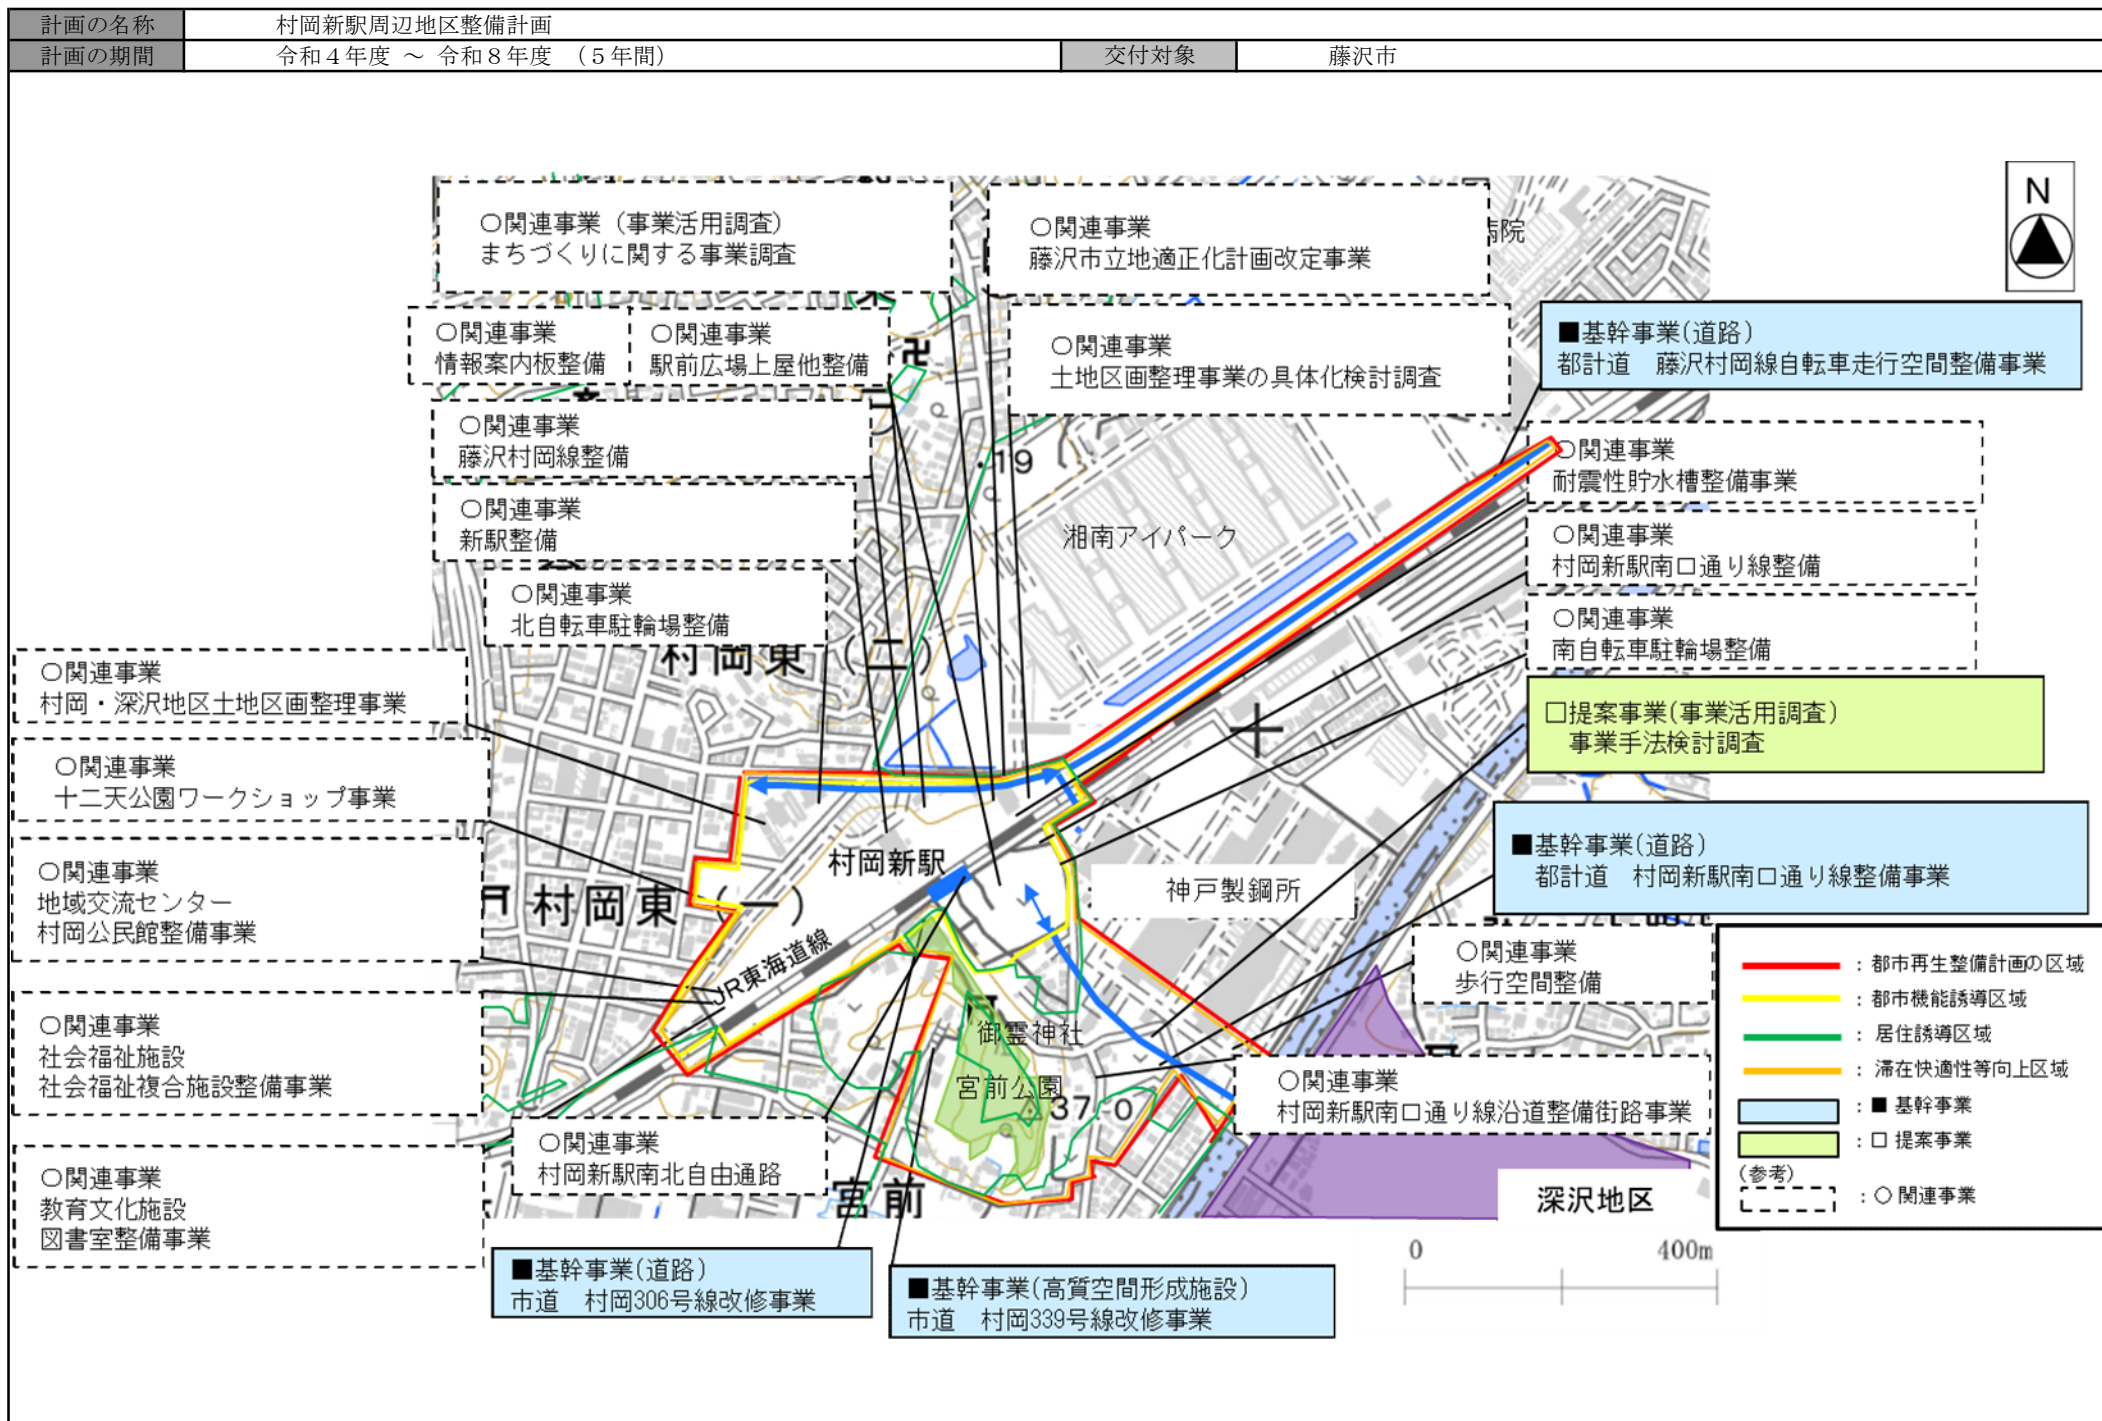 計画の名称 村岡新駅周辺地区整備計画
計画の期間 令和４年度 ～ 令和８年度 （５年間） 交付対象 藤沢市
N
○関連事業（事業活用調査）
まちづくりに関する事業調査
○関連事業
藤沢市立地適正化計画改定事業
病院
○関連事業
情報案内板整備
○関連事業
駅前広場上屋他整備
○関連事業
土地区画整理事業の具体化検討調査
■基幹事業(道路)
都計道　藤沢村岡線自転車走行空間整備事業
○関連事業
藤沢村岡線整備
○関連事業
耐震性貯水槽整備事業
19
○関連事業
新駅整備
湘南アイパーク
○関連事業
村岡新駅南口通り線整備
○関連事業
北自転車駐輪場整備
○関連事業
南自転車駐輪場整備
村岡東（二）
○関連事業
村岡・深沢地区土地区画整理事業
□提案事業(事業活用調査)
事業手法検討調査
○関連事業
十二天公園ワークショップ事業
■基幹事業(道路)
都計道　村岡新駅南口通り線整備事業
村岡新駅
神戸製鋼所
○関連事業
地域交流センター
村岡公民館整備事業
村岡東（一）
JR東海道線
○関連事業
歩行空間整備
：都市再生整備計画の区域
：都市機能誘導区域
：居住誘導区域
：滞在快適性等向上区域
：■ 基幹事業
：□ 提案事業
(参考)
：○ 関連事業
○関連事業
社会福祉施設
社会福祉複合施設整備事業
御霊神社
宮前公園
37.0
○関連事業
村岡新駅南口通り線沿道整備街路事業
○関連事業
村岡新駅南北自由通路
○関連事業
教育文化施設
図書室整備事業
宮前
深沢地区
0 400m
■基幹事業(道路)
市道　村岡306号線改修事業
■基幹事業(高質空間形成施設)
市道　村岡339号線改修事業